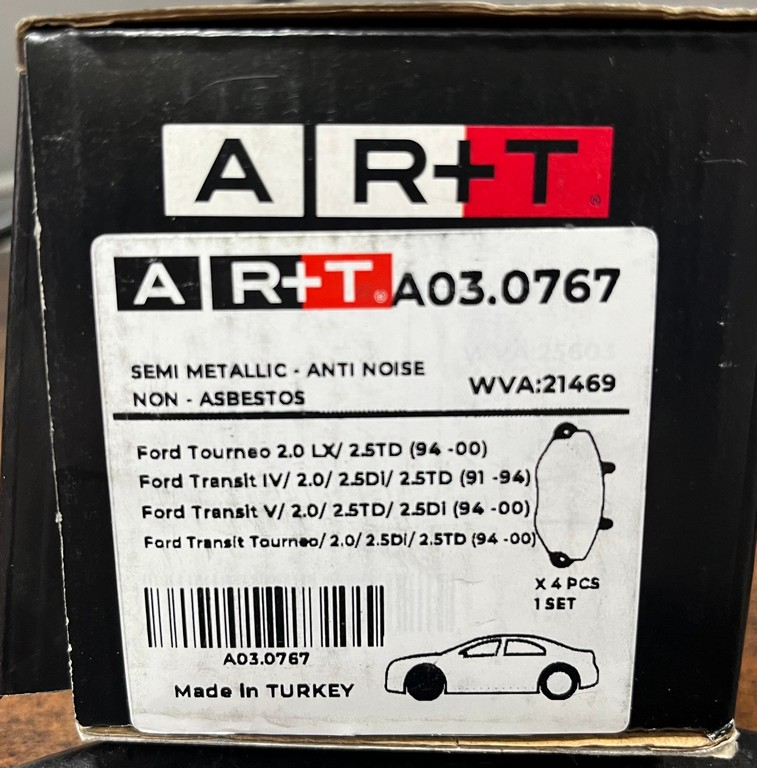 A R+T®
A R+T® A03.0767
SEMI METALLIC - ANTI NOISE
NON - ASBESTOS
WVA:21469
Ford Tourneo 2.0 LX/ 2.5TD (94 -00)
Ford Transit IV/ 2.0/ 2.5Di/ 2.5TD (91 -94)
Ford Transit V/ 2.0/ 2.5TD/ 2.5Di (94 -00)
Ford Transit Tourneo/ 2.0/ 2.5Di/ 2.5TD (94 -00)
X 4 PCS
1 SET
A03.0767
Made in TURKEY